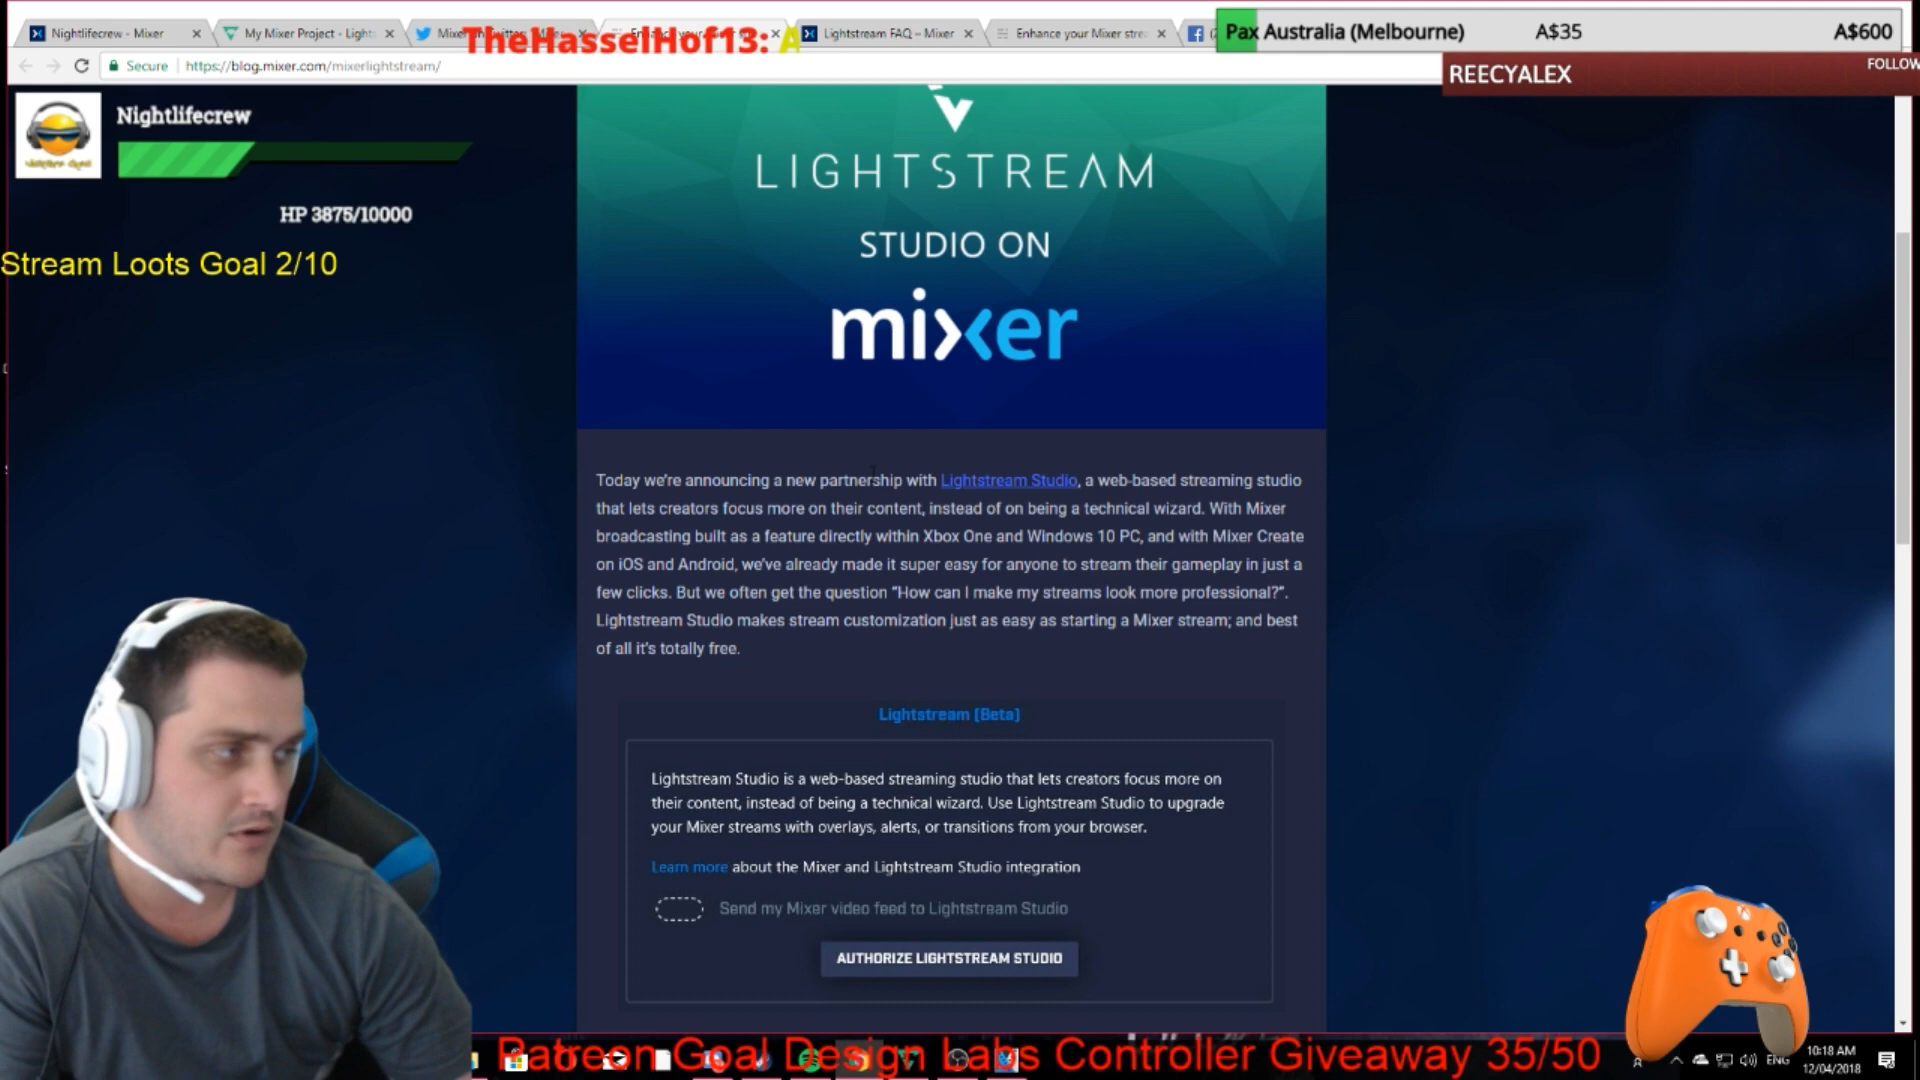 Nightlifecrew - Mixer
My Mixer Project - Lights
TheHasselHof13: A
Lightstream FAQ – Mixer
Enhance your Mixer strea
Pax Australia (Melbourne) A$35 A$600
REECYALEX
FOLLOW
Secure https://blog.mixer.com/mixerlightstream/
Nightlifecrew
HP 3875/10000
Stream Loots Goal 2/10
LIGHTSTREAM
STUDIO ON
mixer
Today we're announcing a new partnership with Lightstream Studio, a web-based streaming studio
that lets creators focus more on their content, instead of on being a technical wizard. With Mixer
broadcasting built as a feature directly within Xbox One and Windows 10 PC, and with Mixer Create
on iOS and Android, we've already made it super easy for anyone to stream their gameplay in just a
few clicks. But we often get the question "How can I make my streams look more professional?".
Lightstream Studio makes stream customization just as easy as starting a Mixer stream; and best
of all it's totally free.
Lightstream [Beta]
Lightstream Studio is a web-based streaming studio that lets creators focus more on
their content, instead of being a technical wizard. Use Lightstream Studio to upgrade
your Mixer streams with overlays, alerts, or transitions from your browser.
Learn more about the Mixer and Lightstream Studio integration
Send my Mixer video feed to Lightstream Studio
AUTHORIZE LIGHTSTREAM STUDIO
Patreon Goal Design Labs Controller Giveaway 35/50
ENG
10:18 AM
12/04/2018